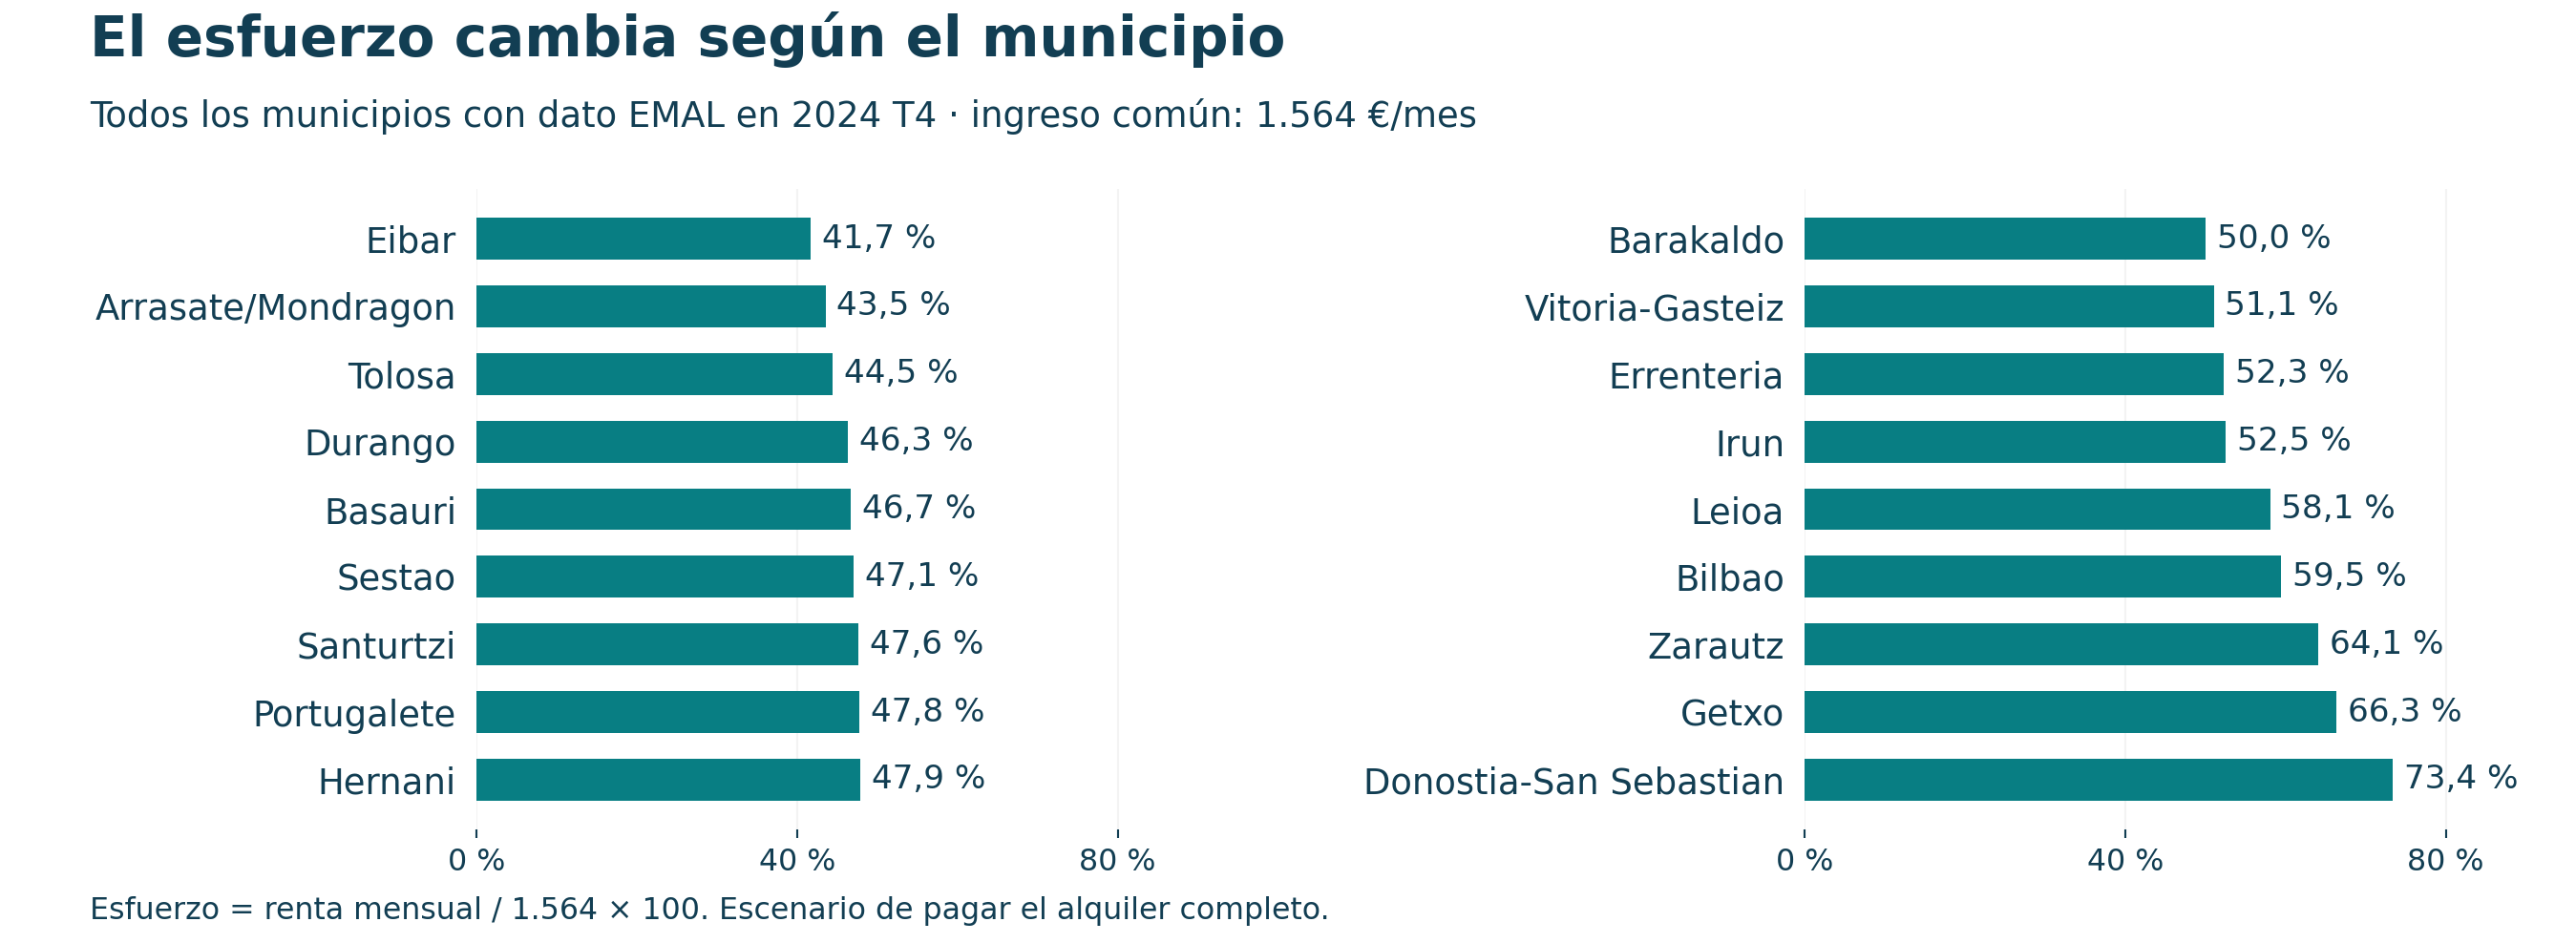 El esfuerzo cambia según el municipio
Todos los municipios con dato EMAL en 2024 T4 · ingreso común: 1.564 €/mes
Eibar 41,7 %
Arrasate/Mondragon 43,5 %
Tolosa 44,5 %
Durango 46,3 %
Basauri 46,7 %
Sestao 47,1 %
Santurtzi 47,6 %
Portugalete 47,8 %
Hernani 47,9 %
0 % 40 % 80 %
Barakaldo 50,0 %
Vitoria-Gasteiz 51,1 %
Errenteria 52,3 %
Irun 52,5 %
Leioa 58,1 %
Bilbao 59,5 %
Zarautz 64,1 %
Getxo 66,3 %
Donostia-San Sebastian 73,4 %
0 % 40 % 80 %
Esfuerzo = renta mensual / 1.564 × 100. Escenario de pagar el alquiler completo.